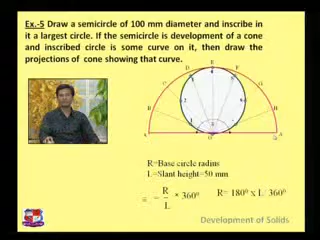 Ex.-5 Draw a semicircle of 100 mm diameter and inscribe in
it a largest circle. If the semicircle is development of a cone
and inscribed circle is some curve on it, then draw the
projections of cone showing that curve.
D E F
C G
B H
A A
R=Base circle radius
L=Slant height=50 mm
= R/L * 360° R= 180° x L/ 360°
Development of Solids